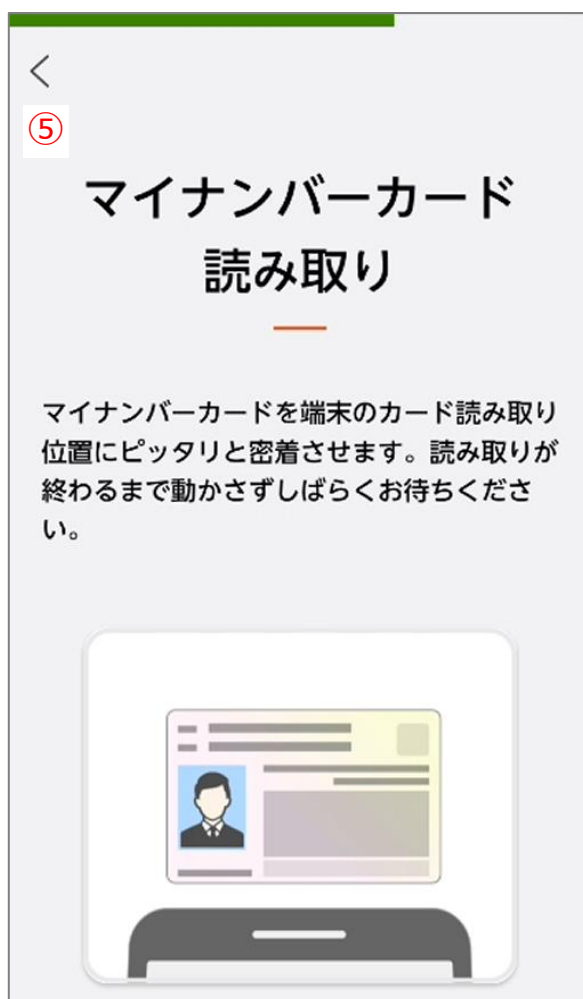 ⑤
マイナンバーカード
読み取り
マイナンバーカードを端末のカード読み取り
位置にピッタリと密着させます。読み取りが
終わるまで動かさずしばらくお待ちくださ
い。